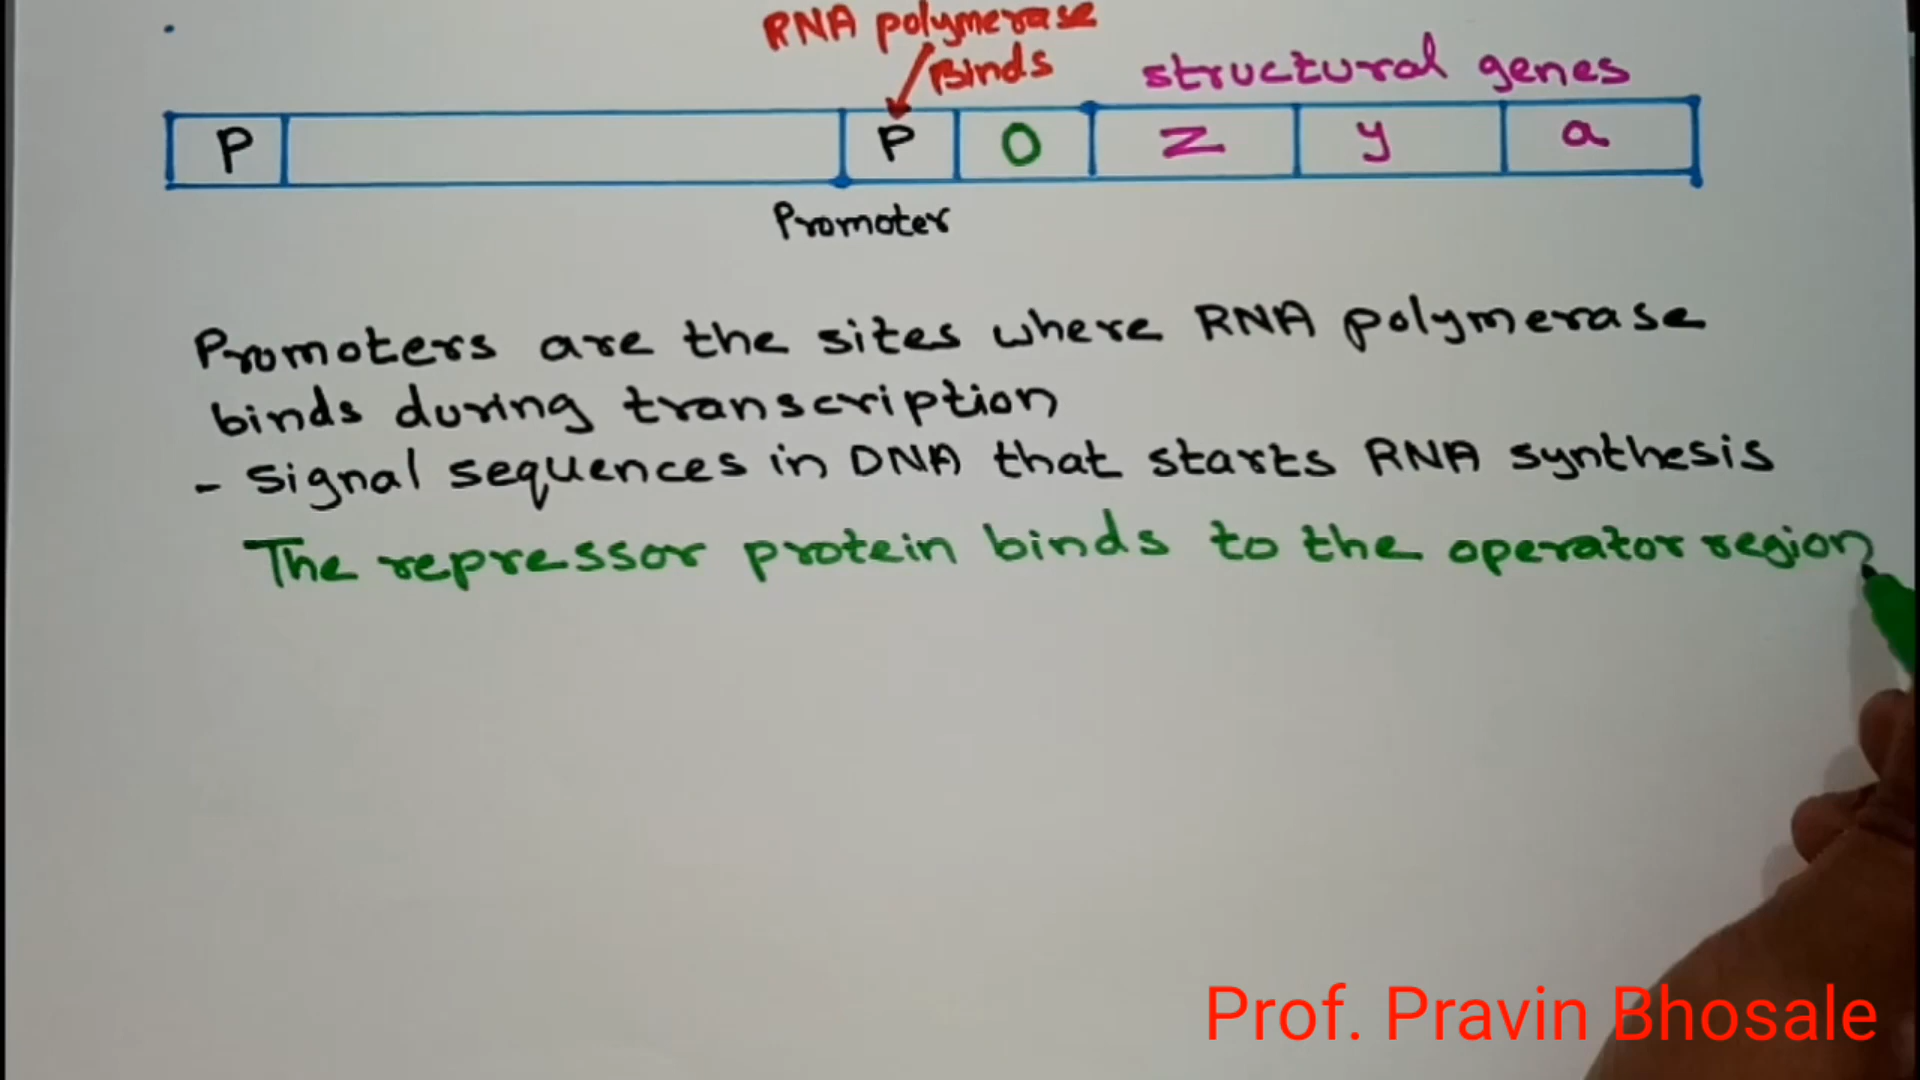 RNA polymerase
Binds
structural genes
P P O z y a
Promoter
Promoters are the sites where RNA polymerase
binds during transcription
- signal sequences in DNA that starts RNA synthesis
The repressor protein binds to the operator region
Prof. Pravin Bhosale